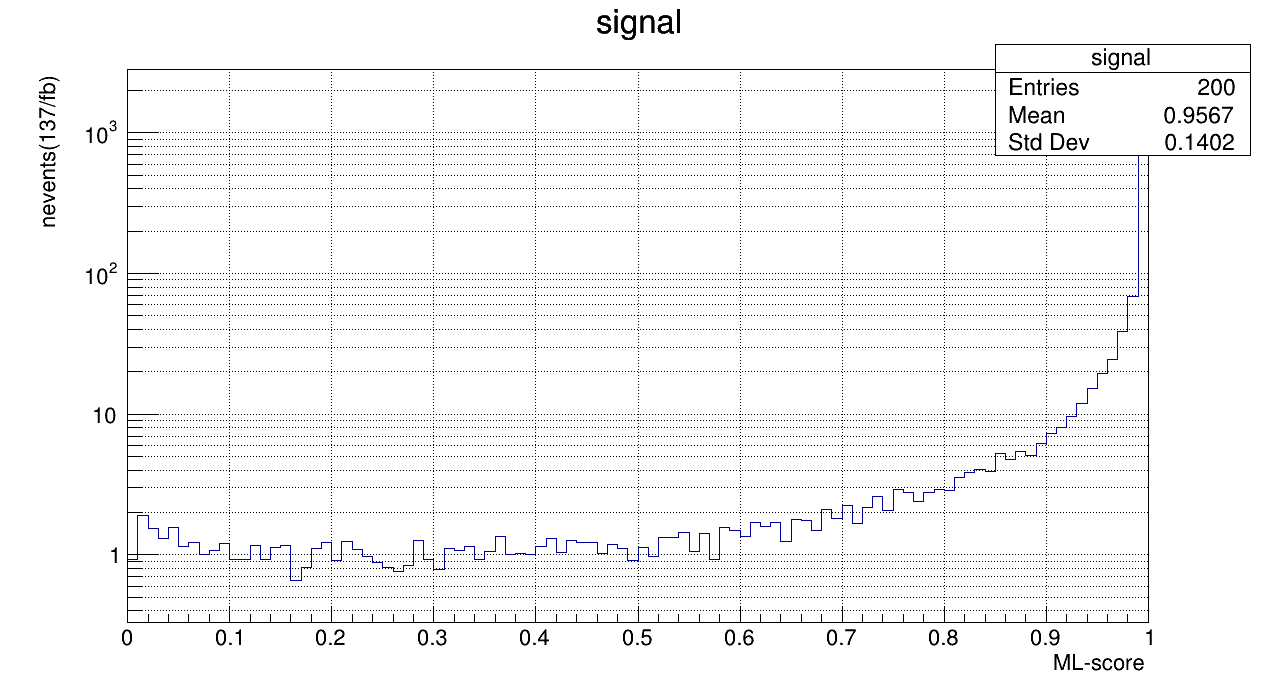 signal
signal
Entries 200
Mean 0.9567
Std Dev 0.1402
nevents(137/fb)
10³
10²
10
1
0 0.1 0.2 0.3 0.4 0.5 0.6 0.7 0.8 0.9 1
ML-score